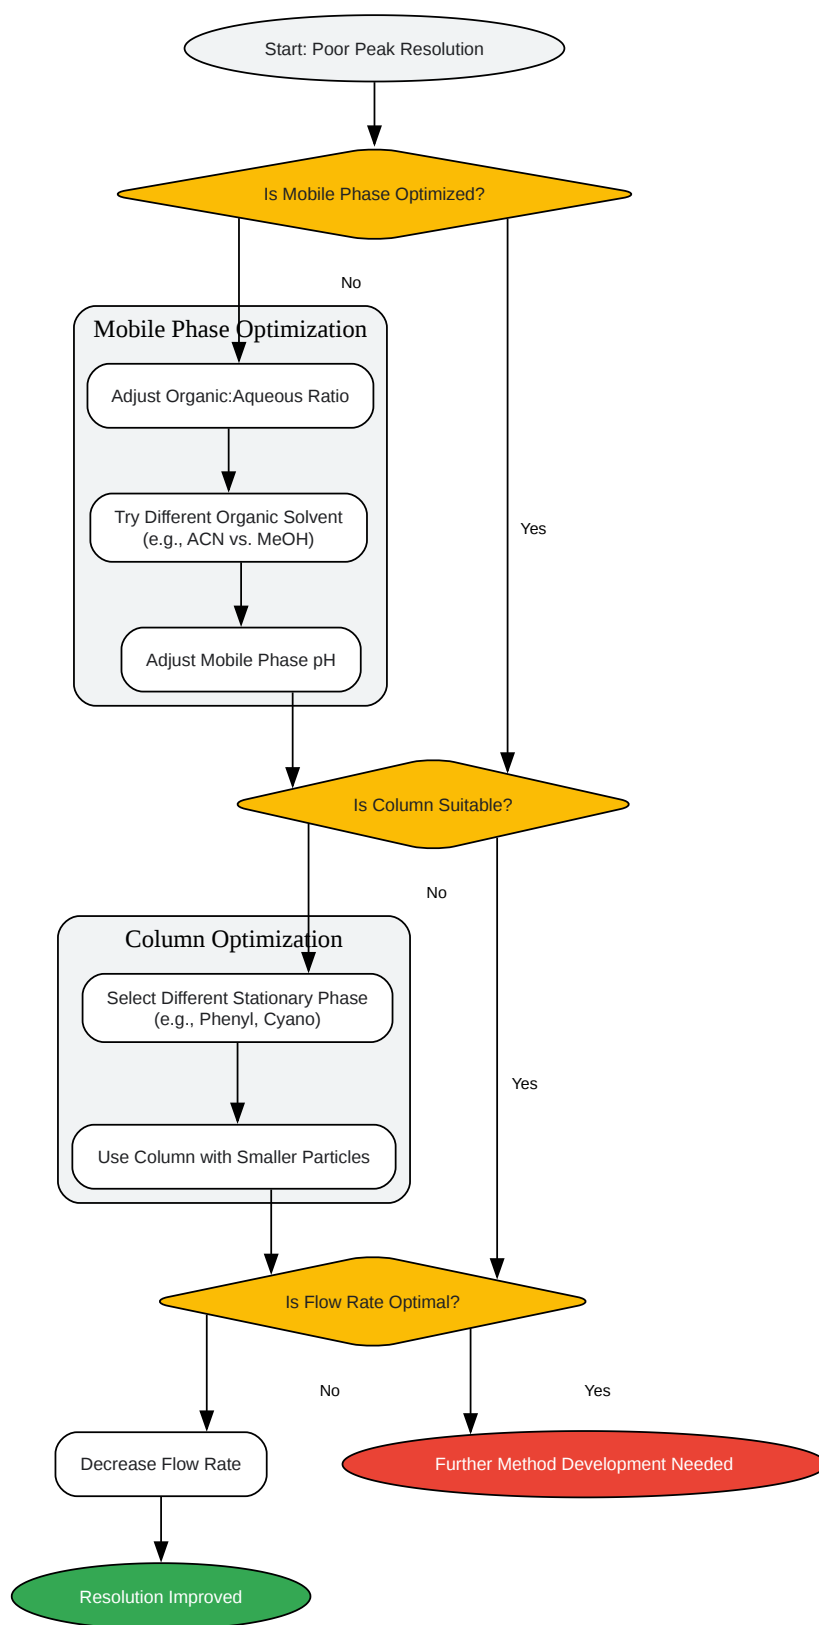 Start: Poor Peak Resolution
Is Mobile Phase Optimized?
No
Mobile Phase Optimization
Adjust Organic:Aqueous Ratio
Try Different Organic Solvent
(e.g., ACN vs. MeOH)
Yes
Adjust Mobile Phase pH
Is Column Suitable?
No
Column Optimization
Select Different Stationary Phase
(e.g., Phenyl, Cyano)
Yes
Use Column with Smaller Particles
Is Flow Rate Optimal?
No
Yes
Decrease Flow Rate
Further Method Development Needed
Resolution Improved